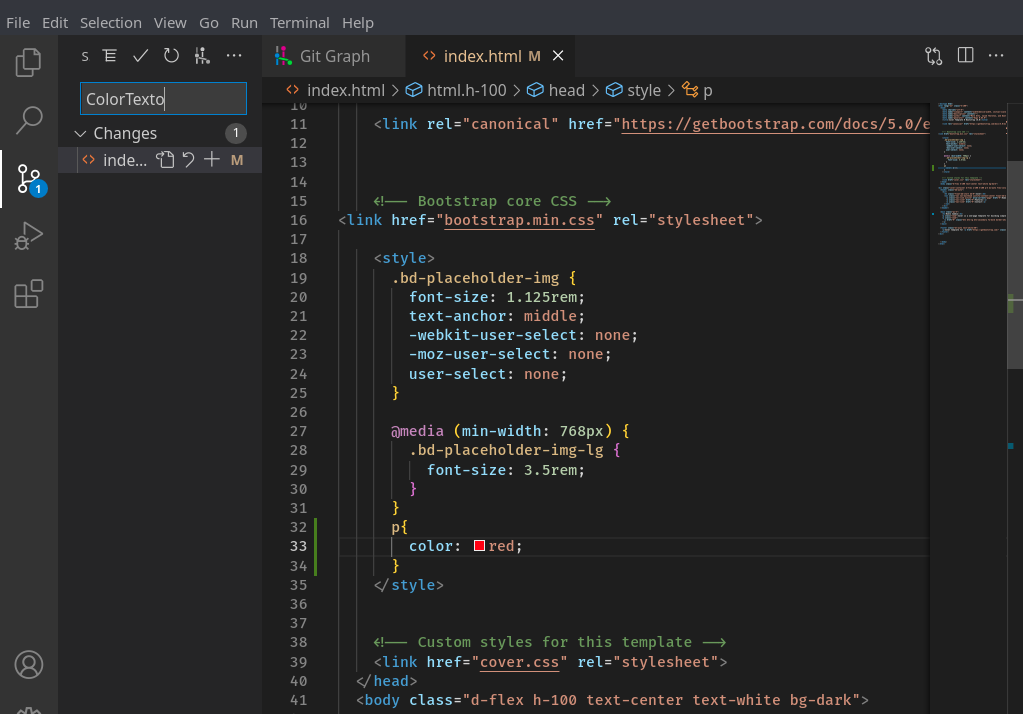 File Edit Selection View Go Run Terminal Help
S
Git Graph
index.html M
index.html > html.h-100 > head > style > p
ColorTexto
Changes 1
inde... M
1
10
11 <link rel="canonical" href="https://getbootstrap.com/docs/5.0/e
12
13
14
15 <!-- Bootstrap core CSS -->
16 <link href="bootstrap.min.css" rel="stylesheet">
17
18 <style>
19 .bd-placeholder-img {
20 font-size: 1.125rem;
21 text-anchor: middle;
22 -webkit-user-select: none;
23 -moz-user-select: none;
24 user-select: none;
25 }
26
27 @media (min-width: 768px) {
28 .bd-placeholder-img-lg {
29 font-size: 3.5rem;
30 }
31 }
32 p{
33 color: red;
34 }
35 </style>
36
37
38 <!-- Custom styles for this template -->
39 <link href="cover.css" rel="stylesheet">
40 </head>
41 <body class="d-flex h-100 text-center text-white bg-dark">